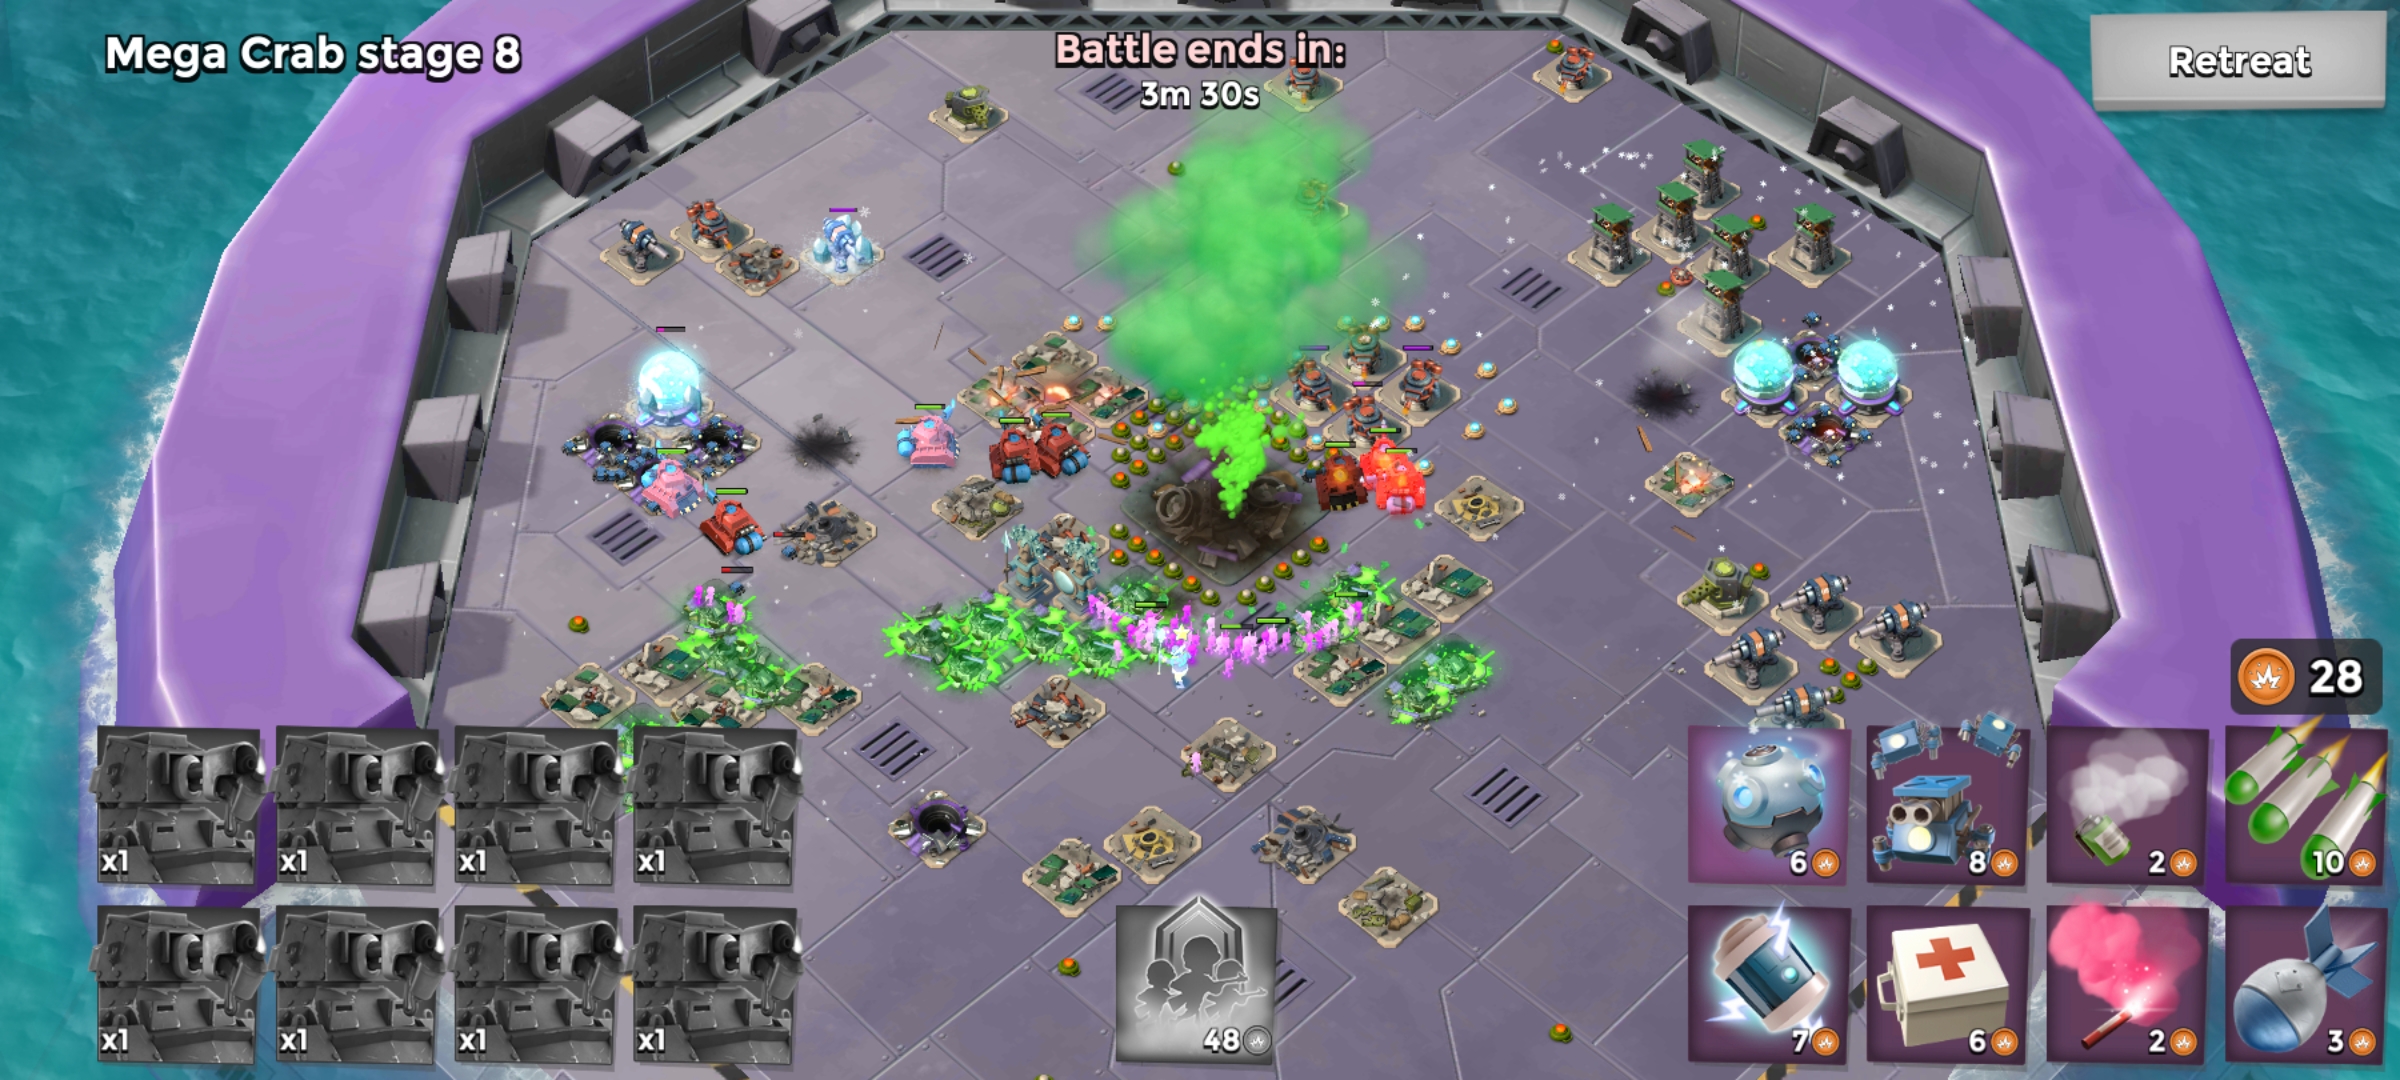 Mega Crab stage 8
Battle ends in:
3m 30s
Retreat
28
x1
x1
x1
x1
6
8
2
10
x1
x1
x1
x1
48
7
6
2
3